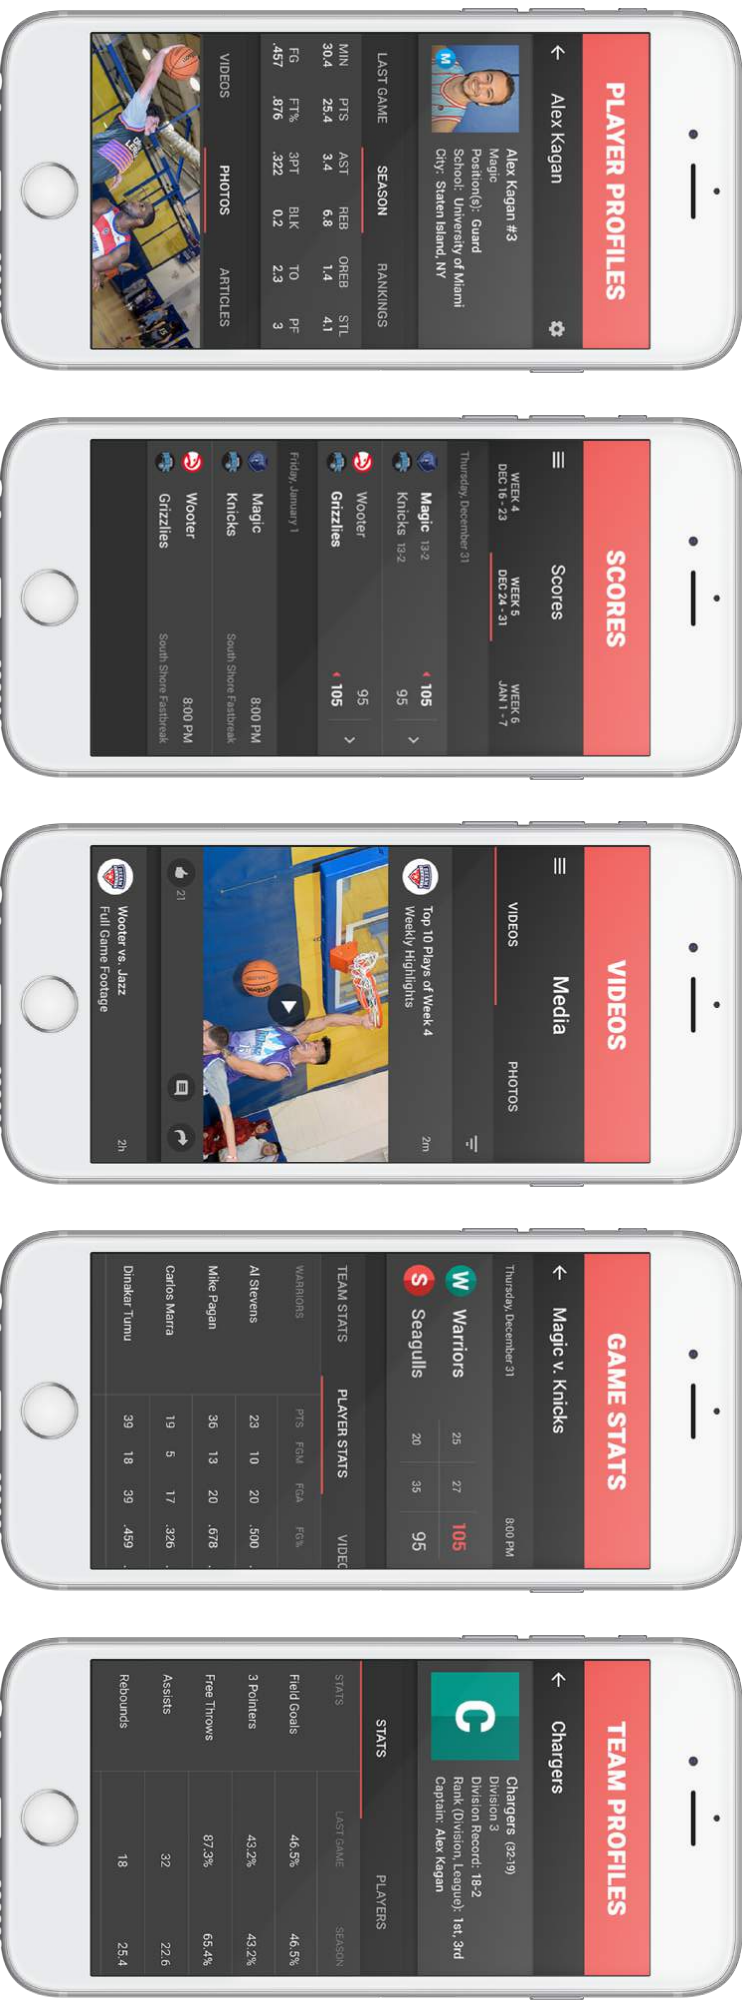 PLAYER PROFILES
Alex Kagan
M
Alex Kagan #3
Magic
Position(s): Guard
School: University of Miami
City: Staten Island, NY
LAST GAME SEASON RANKINGS
MIN PTS AST REB OREB STL
30.4 25.4 3.4 6.8 1.4 4.1
FG FT% 3PT BLK TO PF
.457 .876 .322 0.2 2.3 3
VIDEOS PHOTOS ARTICLES
SCORES
Scores
WEEK 4 WEEK 5 WEEK 6
DEC 16 - 23 DEC 24 - 31 JAN 1 - 7
Thursday, December 31
Magic 13-2 105
Knicks 13-2 95
Wooter 95
Grizzlies 105
Friday, January 1
Magic 8:00 PM
Knicks South Shore Fastbreak
Wooter 8:00 PM
Grizzlies South Shore Fastbreak
VIDEOS
Media
VIDEOS PHOTOS
Top 10 Plays of Week 4 2m
Weekly Highlights
21
Wooter vs. Jazz 2h
Full Game Footage
GAME STATS
Magic v. Knicks
Thursday, December 31 8:00 PM
W Warriors 25 27 105
S Seagulls 20 35 95
TEAM STATS PLAYER STATS VIDEO
WARRIORS PTS FGM FGA FG%
Al Stevens 23 10 20 .500
Mike Pagan 36 13 20 .678
Carlos Marra 19 5 17 .326
Dinakar Tumu 39 18 39 .459
TEAM PROFILES
Chargers
C
Chargers (32-19)
Division 3
Division Record: 18-2
Rank (Division, League): 1st, 3rd
Captain: Alex Kagan
STATS PLAYERS
STATS LAST GAME SEASON
Field Goals 46.5% 46.5%
3 Pointers 43.2% 43.2%
Free Throws 87.3% 65.4%
Assists 32 22.6
Rebounds 18 25.4